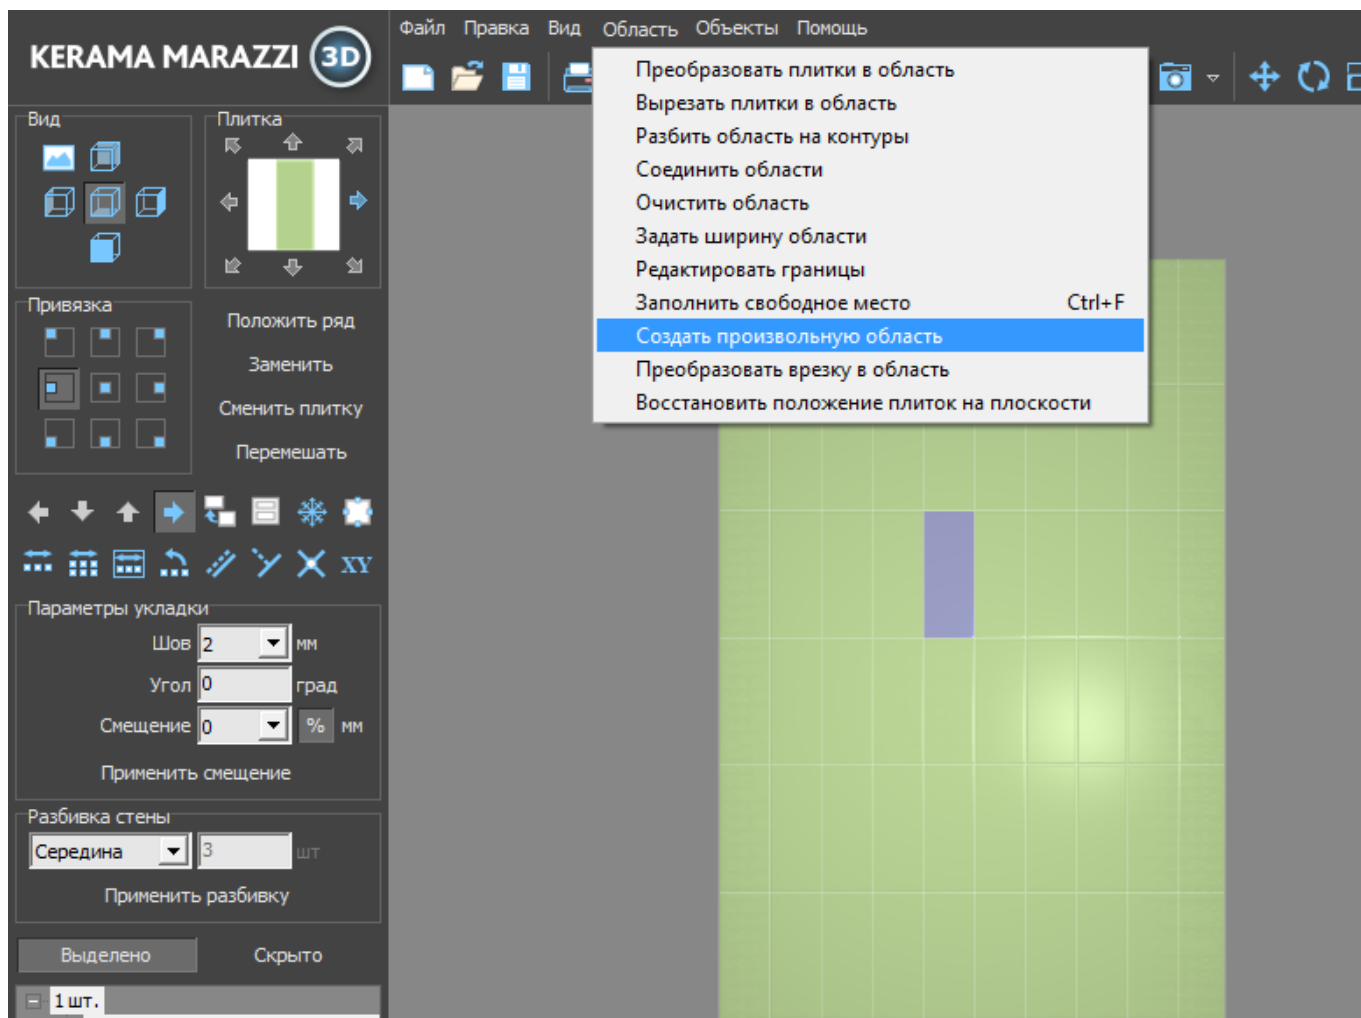 KERAMA MARAZZI 3D
Файл Правка Вид Область Объекты Помощь
Преобразовать плитки в область
Вырезать плитки в область
Разбить область на контуры
Соединить области
Очистить область
Задать ширину области
Редактировать границы
Заполнить свободное место Ctrl+F
Создать произвольную область
Преобразовать врезку в область
Восстановить положение плиток на плоскости
Вид
Плитка
Привязка
Положить ряд
Заменить
Сменить плитку
Перемешать
XY
Параметры укладки
Шов 2 мм
Угол 0 град
Смещение 0 % мм
Применить смещение
Разбивка стены
Середина 3 шт
Применить разбивку
Выделено Скрыто
1 шт.